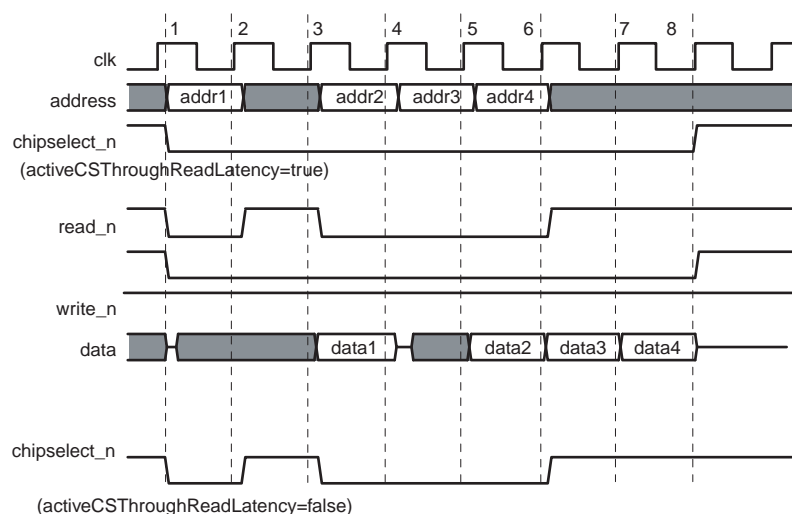 1 2 3 4 5 6 7 8
clk
address addr1 addr2 addr3 addr4
chipselect_n
(activeCSThroughReadLatency=true)
read_n
write_n
data data1 data2 data3 data4
chipselect_n
(activeCSThroughReadLatency=false)